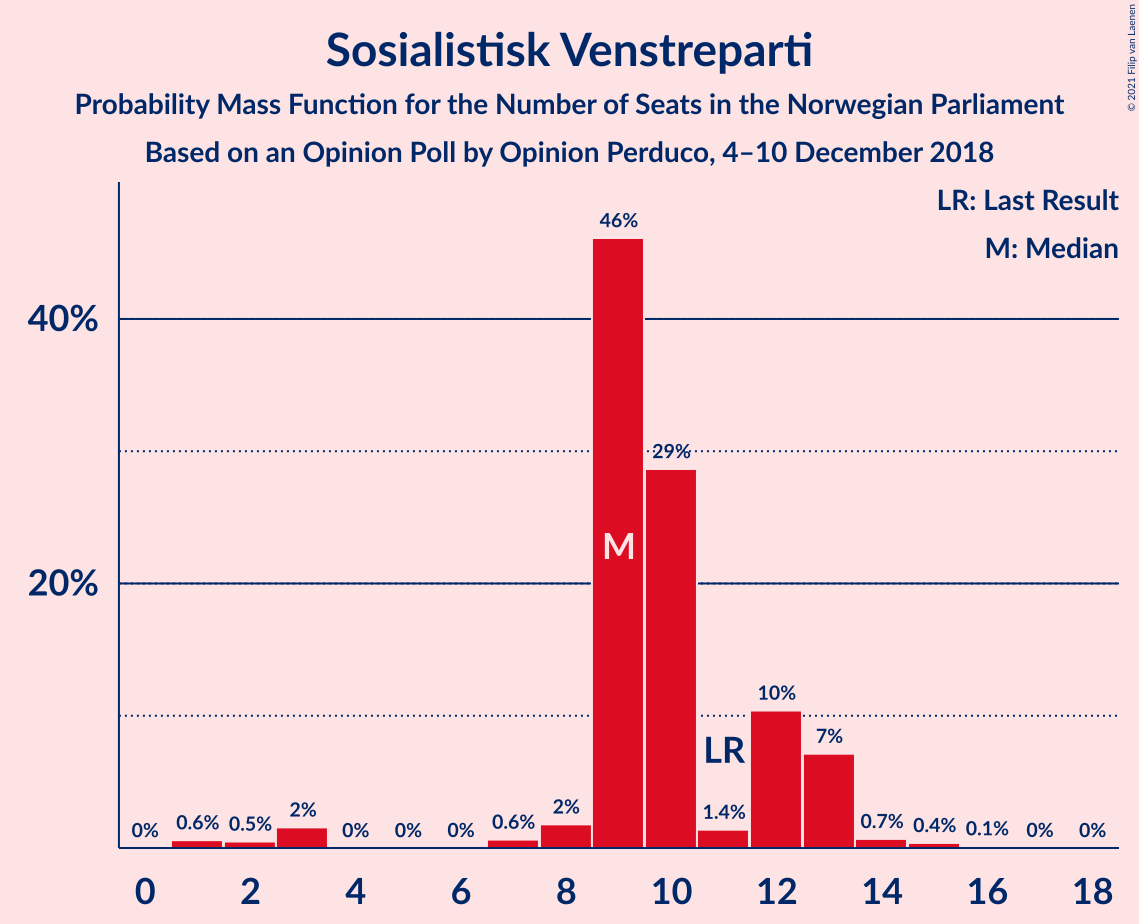 Sosialistisk Venstreparti
Probability Mass Function for the Number of Seats in the Norwegian Parliament
Based on an Opinion Poll by Opinion Perduco, 4–10 December 2018
© 2021 Filip van Laenen
LR: Last Result
M: Median
46%
40%
29%
M
20%
10%
LR
7%
0%
0.6%
0.5%
2%
0%
0%
0%
0.6%
2%
1.4%
0.7%
0.4%
0.1%
0%
0%
0 2 4 6 8 10 12 14 16 18